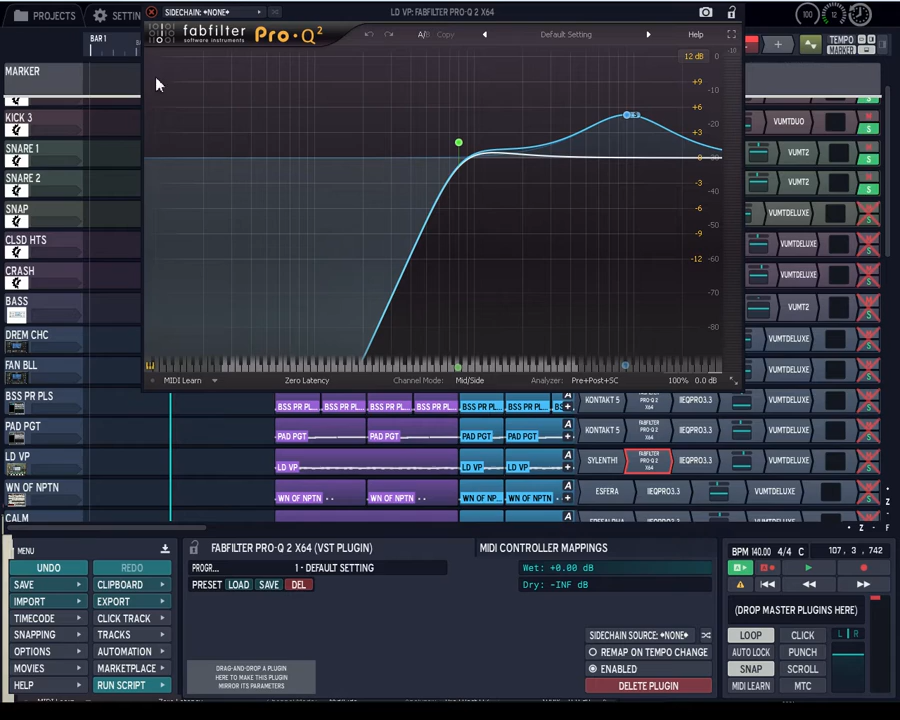 PROJECTS
SETTIN
SIDECHAIN: *NONE*
LD VP: FABFILTER PRO-Q 2 X64
100
12
fabfilter
software instruments
Pro·Q²
A/B
Copy
Default Setting
Help
TEMPO
MARKER
BAR 1
MARKER
12 dB
0
-10
+9
-10
+6
-20
+3
0
-30
-3
-40
-6
-50
-9
-60
-12
-70
-80
KICK 3
VUMTDUO
M
S
SNARE 1
VUMT2
M
S
SNARE 2
VUMT2
M
S
SNAP
VUMTDELUXE
CLSD HTS
VUMTDELUXE
CRASH
VUMTDELUXE
BASS
VUMT2
DREM CHC
VUMTDELUXE
FAN BLL
VUMTDELUXE
MIDI Learn
Zero Latency
Channel Mode:
Mid/Side
Analyzer:
Pre+Post+SC
100%
0.0 dB
BSS PR PLS
BSS PR PL...
BSS PR PL...
BSS PR PL...
BSS PR PL...
BSS PR PL...
BSS PR PL...
A
+
KONTAKT 5
FABFILTER
PRO-Q 2
X64
IEQPRO3.3
VUMTDELUXE
PAD PGT
PAD PGT
PAD PGT
PAD PGT
PAD PGT
A
+
KONTAKT 5
FABFILTER
PRO-Q 2
X64
IEQPRO3.3
VUMTDELUXE
LD VP
LD VP
LD VP
LD VP
A
+
SYLENTH1
FABFILTER
PRO-Q 2
X64
IEQPRO3.3
VUMTDELUXE
WN OF NPTN
WN OF NPTN
WN OF NPTN
WN OF NP...
WN OF NPTN
A
+
ESFERA
IEQPRO3.3
VUMTDELUXE
CALM
A
MENU
UNDO
REDO
SAVE
CLIPBOARD
IMPORT
EXPORT
TIMECODE
CLICK TRACK
SNAPPING
TRACKS
OPTIONS
AUTOMATION
MOVIES
MARKETPLACE
HELP
RUN SCRIPT
FABFILTER PRO-Q 2 X64 (VST PLUGIN)
PROGR...
1 - DEFAULT SETTING
PRESET
LOAD
SAVE
DEL
DRAG-AND-DROP A PLUGIN
HERE TO MAKE THIS PLUGIN
MIRROR ITS PARAMETERS
MIDI CONTROLLER MAPPINGS
Wet: +0.00 dB
Dry: -INF dB
SIDECHAIN SOURCE: *NONE*
REMAP ON TEMPO CHANGE
ENABLED
DELETE PLUGIN
BPM 140.00
4/4
C
107, 3, 742
(DROP MASTER PLUGINS HERE)
LOOP
CLICK
L
R
AUTO LOCK
PUNCH
SNAP
SCROLL
MIDI LEARN
MTC